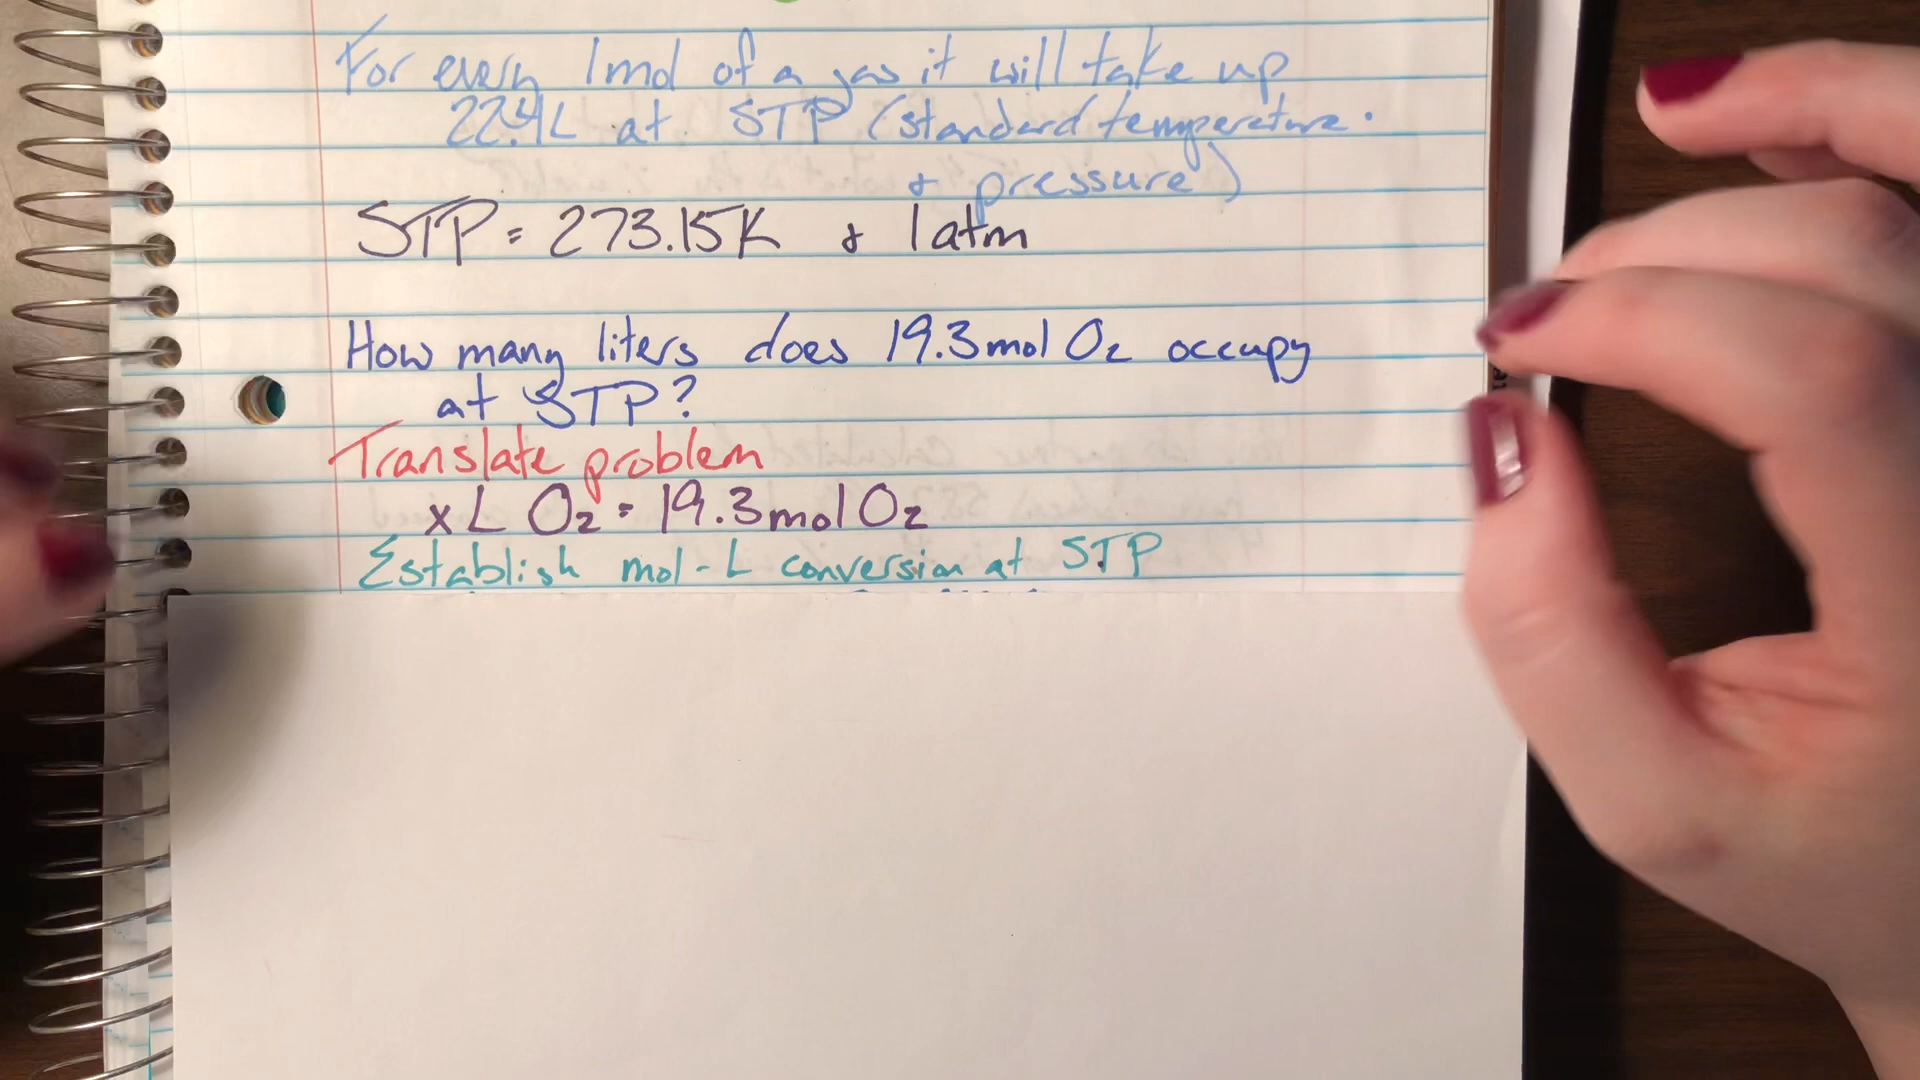 For every 1mol of a gas it will take up
22.4L at STP (standard temperature
& pressure)
STP = 273.15K & 1atm
How many liters does 19.3mol O₂ occupy
at STP?
Translate problem
x L O₂ = 19.3mol O₂
Establish mol-L conversion at STP